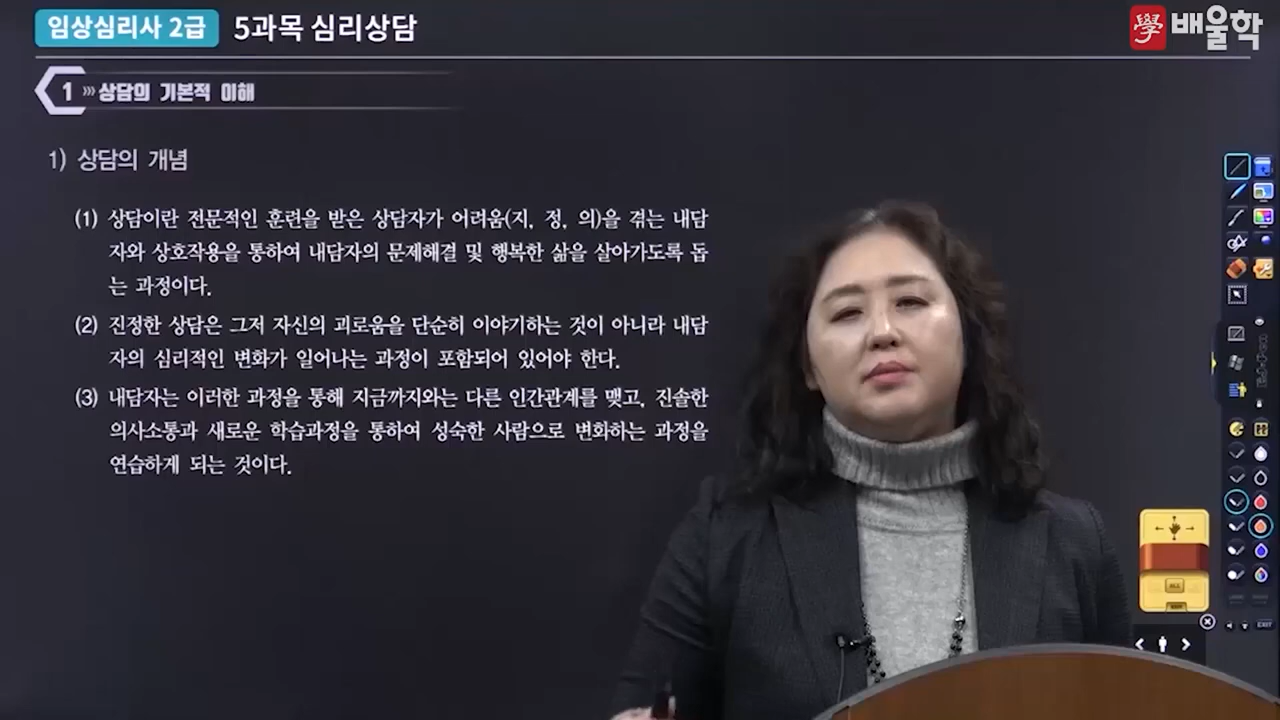 임상심리사 2급 5과목 심리상담
學 배울학
1 »» 상담의 기본적 이해
1) 상담의 개념
(1) 상담이란 전문적인 훈련을 받은 상담자가 어려움(지, 정, 의)을 겪는 내담
자와 상호작용을 통하여 내담자의 문제해결 및 행복한 삶을 살아가도록 돕
는 과정이다.
(2) 진정한 상담은 그저 자신의 괴로움을 단순히 이야기하는 것이 아니라 내담
자의 심리적인 변화가 일어나는 과정이 포함되어 있어야 한다.
(3) 내담자는 이러한 과정을 통해 지금까지와는 다른 인간관계를 맺고, 진솔한
의사소통과 새로운 학습과정을 통하여 성숙한 사람으로 변화하는 과정을
연습하게 되는 것이다.
EXIT